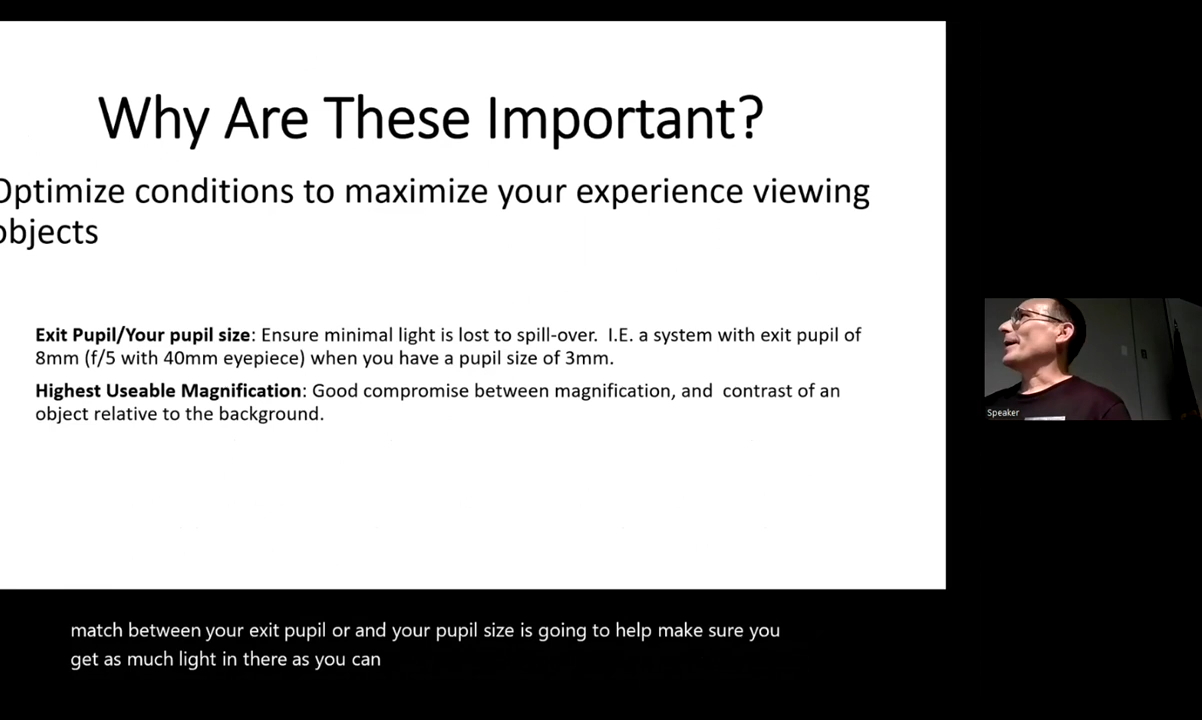 Why Are These Important?
Optimize conditions to maximize your experience viewing
objects
Exit Pupil/Your pupil size: Ensure minimal light is lost to spill-over.  I.E. a system with exit pupil of
8mm (f/5 with 40mm eyepiece) when you have a pupil size of 3mm.
Highest Useable Magnification: Good compromise between magnification, and  contrast of an
object relative to the background.
Speaker
match between your exit pupil or and your pupil size is going to help make sure you
get as much light in there as you can